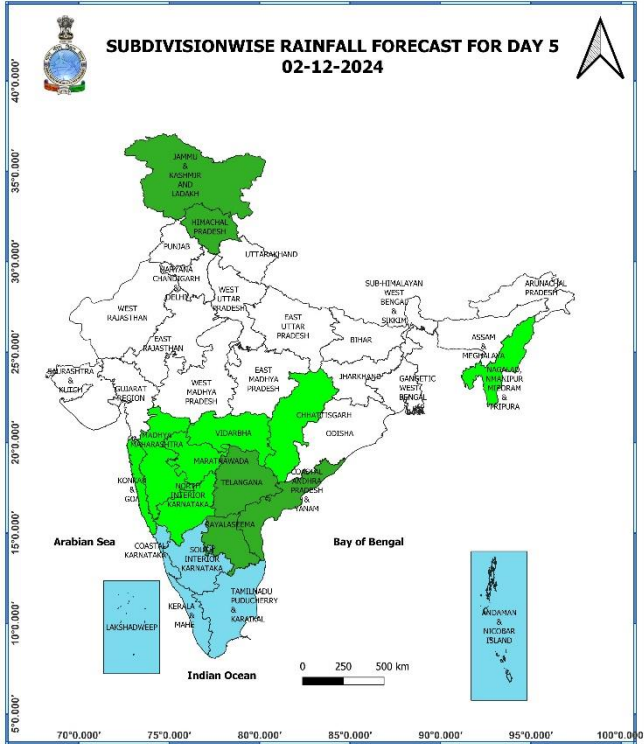 SUBDIVISIONWISE RAINFALL FORECAST FOR DAY 5
02-12-2024
40°0.000'
35°0.000'
30°0.000'
25°0.000'
20°0.000'
15°0.000'
10°0.000'
5°0.000'
JAMMU
&
KASHMIR
AND
LADAKH
HIMACHAL
PRADESH
PUNJAB
UTTARAKHAND
HARYANA
CHANDIGARH
&
DELHI
WEST
UTTAR
PRADESH
WEST
RAJASTHAN
EAST
RAJASTHAN
EAST
UTTAR
PRADESH
SUB-HIMALAYAN
WEST
BENGAL
&
SIKKIM
ARUNACHAL
PRADESH
BIHAR
ASSAM
&
MEGHALAYA
SAURASHTRA
&
KUTCH
GUJARAT
REGION
WEST
MADHYA
PRADESH
EAST
MADHYA
PRADESH
JHARKHAND
GANGETIC
WEST
BENGAL
NAGALAD,
NMANIPUR
MIFORAM
&
TRIPURA
CHHATTISGARH
ODISHA
MADHYA
MAHARASHTRA
VIDARBHA
MARATHAWADA
KONKAN
&
GOA
NORTH
INTERIOR
KARNATAKA
TELANGANA
COASTAL
ANDHRA
PRADESH
&
YANAM
RAYALASEEMA
Arabian Sea
COASTAL
KARNATAKA
SOUTH
INTERIOR
KARNATAKA
Bay of Bengal
TAMILNADU
PUDUCHERRY
&
KARAIKAL
KERALA
&
MAHE
LAKSHADWEEP
ANDAMAN
&
NICOBAR
ISLAND
Indian Ocean
0 250 500 km
70°0.000' 75°0.000' 80°0.000' 85°0.000' 90°0.000' 95°0.000' 100°0.000'